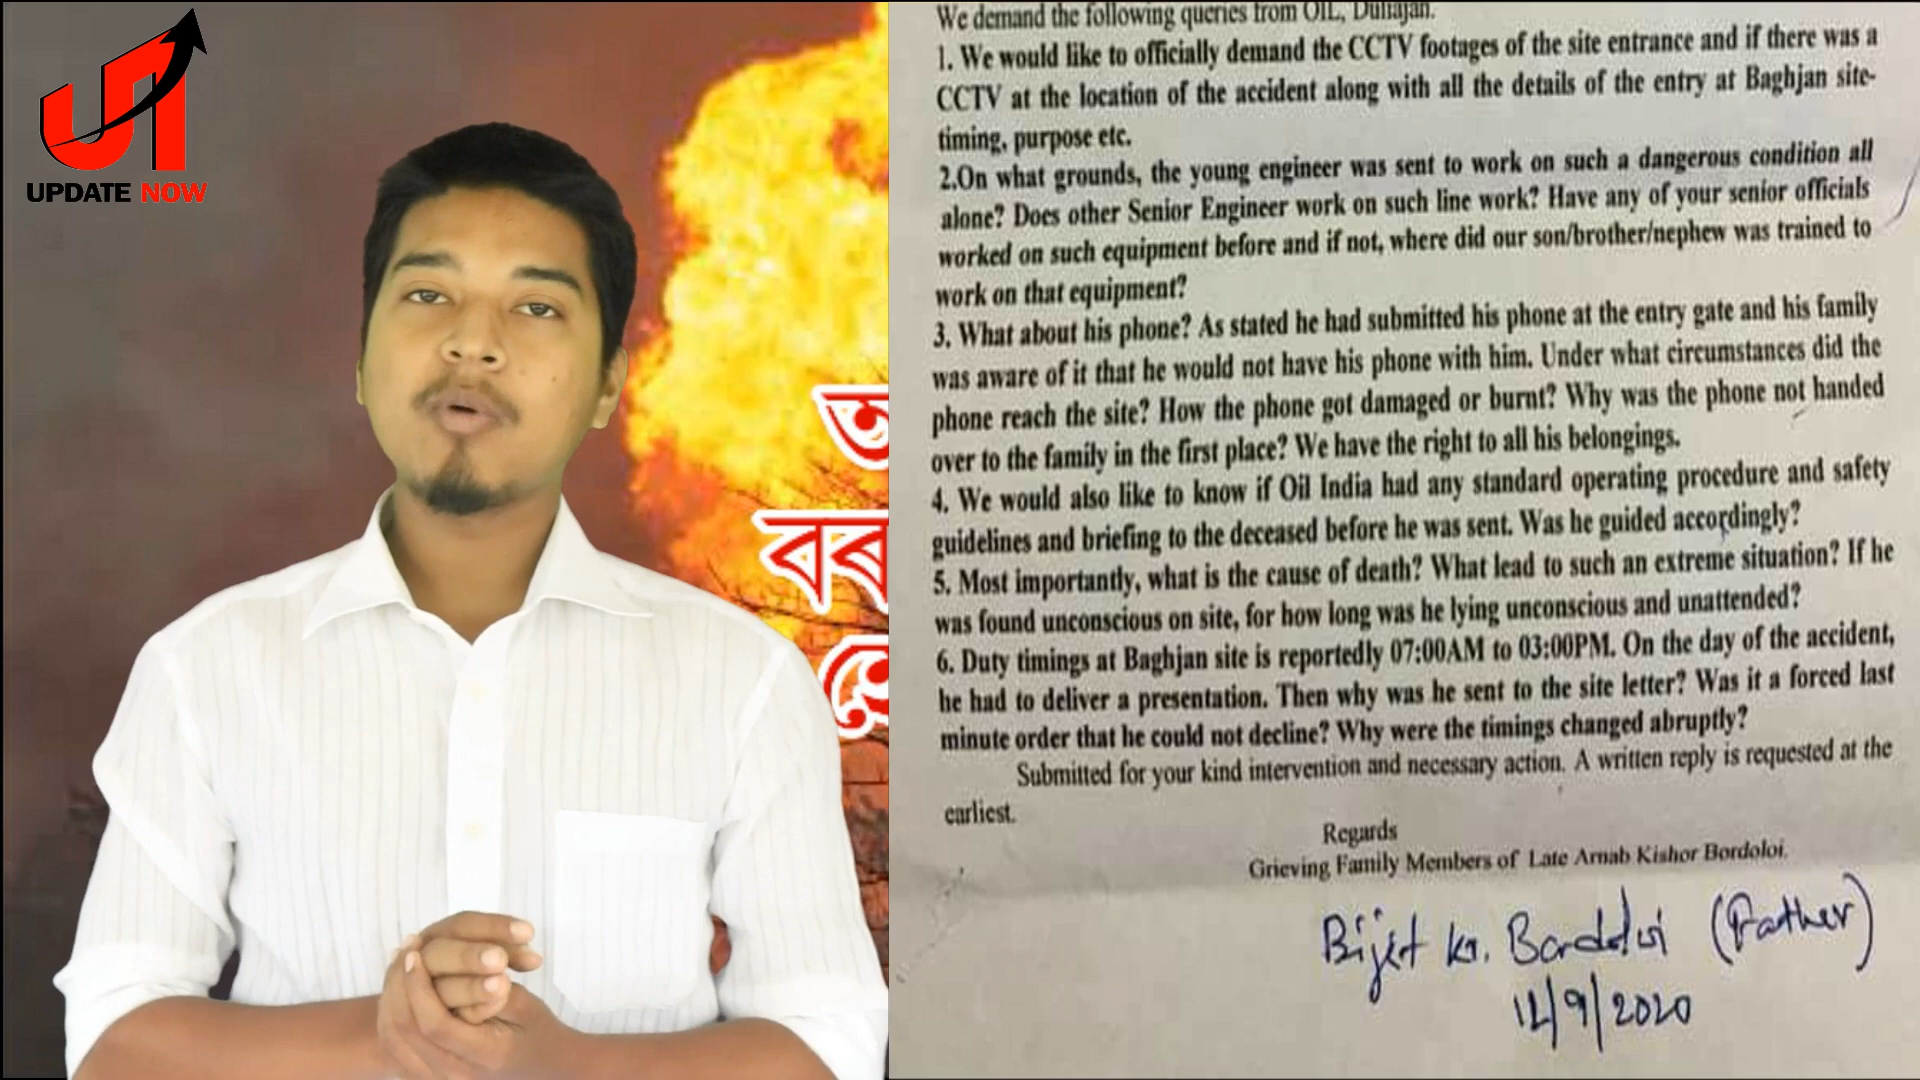 UPDATE NOW
অ
বৰ
We demand the following queries from OIL, Duliajan.
1. We would like to officially demand the CCTV footages of the site entrance and if there was a
CCTV at the location of the accident along with all the details of the entry at Baghjan site-
timing, purpose etc.
2.On what grounds, the young engineer was sent to work on such a dangerous condition all
alone? Does other Senior Engineer work on such line work? Have any of your senior officials
worked on such equipment before and if not, where did our son/brother/nephew was trained to
work on that equipment?
3. What about his phone? As stated he had submitted his phone at the entry gate and his family
was aware of it that he would not have his phone with him. Under what circumstances did the
phone reach the site? How the phone got damaged or burnt? Why was the phone not handed
over to the family in the first place? We have the right to all his belongings.
4. We would also like to know if Oil India had any standard operating procedure and safety
guidelines and briefing to the deceased before he was sent. Was he guided accordingly?
5. Most importantly, what is the cause of death? What lead to such an extreme situation? If he
was found unconscious on site, for how long was he lying unconscious and unattended?
6. Duty timings at Baghjan site is reportedly 07:00AM to 03:00PM. On the day of the accident,
he had to deliver a presentation. Then why was he sent to the site letter? Was it a forced last
minute order that he could not decline? Why were the timings changed abruptly?
Submitted for your kind intervention and necessary action. A written reply is requested at the
earliest.
Regards
Grieving Family Members of Late Arnab Kishor Bordoloi.
Bijit Kr. Bordoloi (Father)
12/9/2020